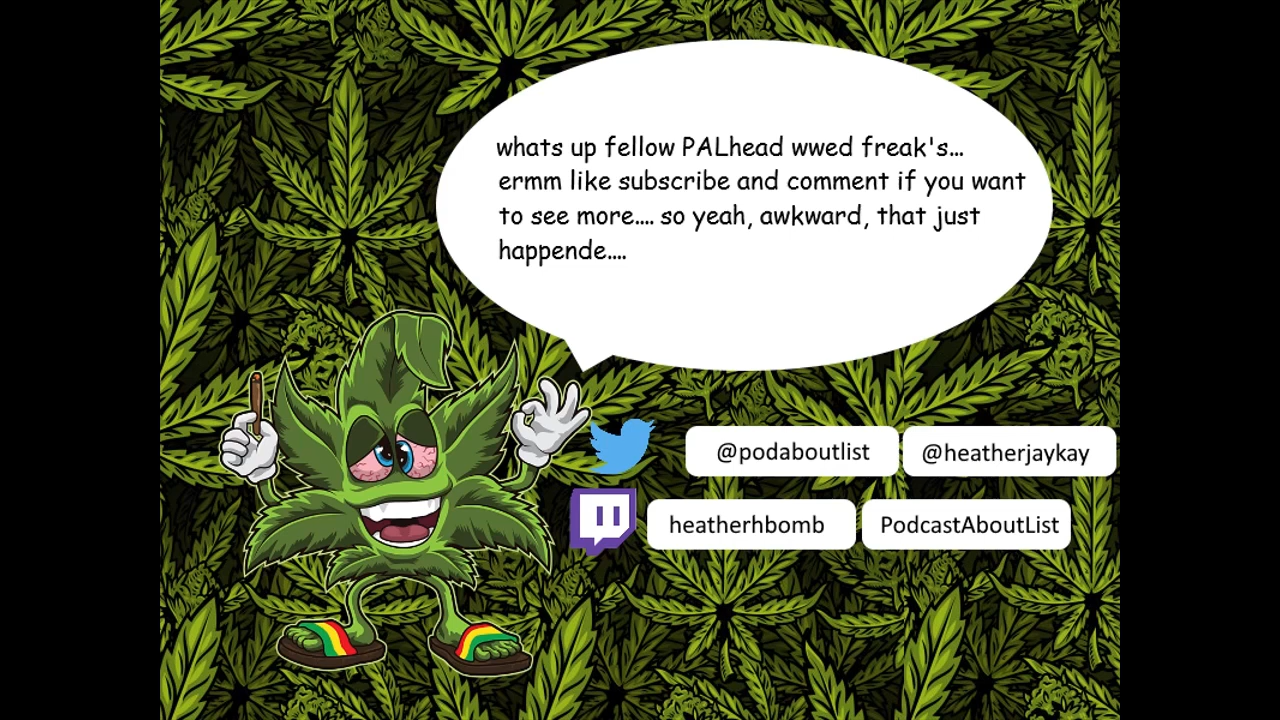 whats up fellow PALhead wwed freak's...
ermm like subscribe and comment if you want
to see more.... so yeah, awkward, that just
happende....
@podaboutlist @heatherjaykay
heatherhbomb PodcastAboutList